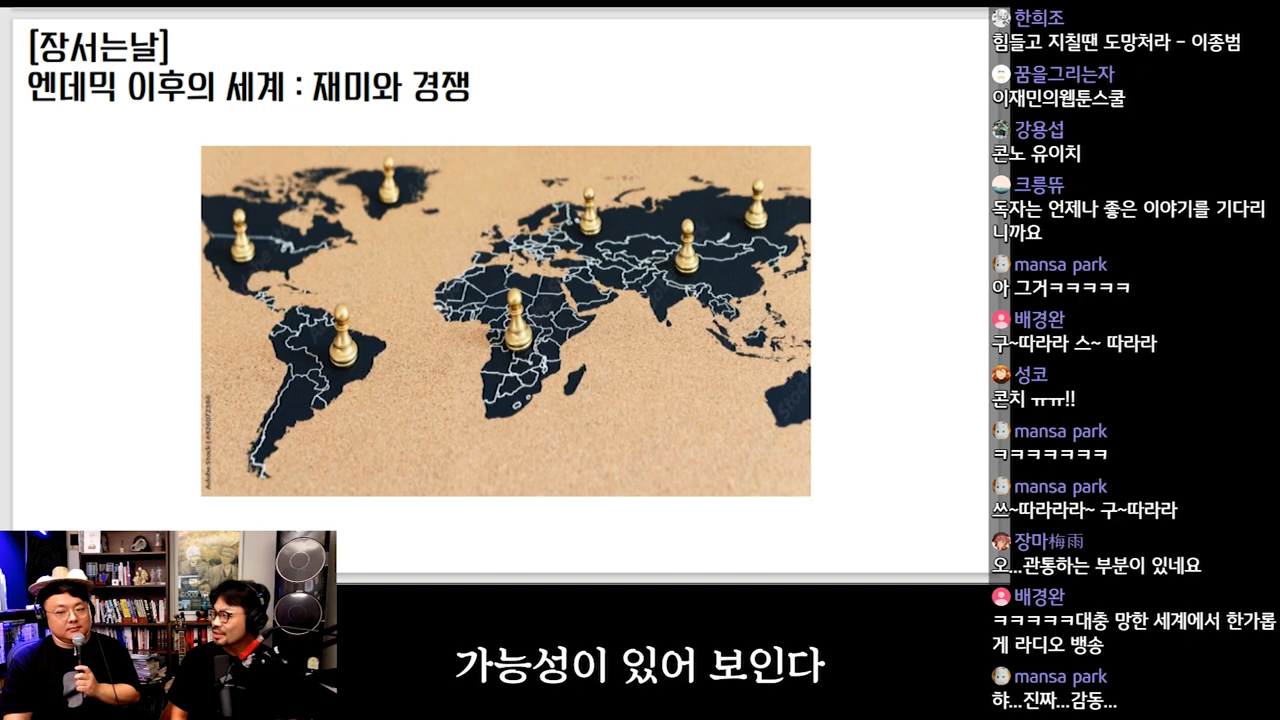 [장서는날]
엔데믹 이후의 세계 : 재미와 경쟁
Adobe Stock | #426072386
가능성이 있어 보인다
한희조
힘들고 지칠땐 도망처라 - 이종범
꿈을그리는자
이재민의웹툰스쿨
강용섭
콘노 유이치
크릉뜌
독자는 언제나 좋은 이야기를 기다리
니까요
mansa park
아 그거ㅋㅋㅋㅋㅋ
배경완
구~따라라 스~ 따라라
성코
콘치 ㅠㅠ!!
mansa park
ㅋㅋㅋㅋㅋㅋㅋ
mansa park
쓰~따라라라~ 구~따라라
장마梅雨
오...관통하는 부분이 있네요
배경완
ㅋㅋㅋㅋㅋ대충 망한 세계에서 한가롭
게 라디오 뱅송
mansa park
햐...진짜...감동...